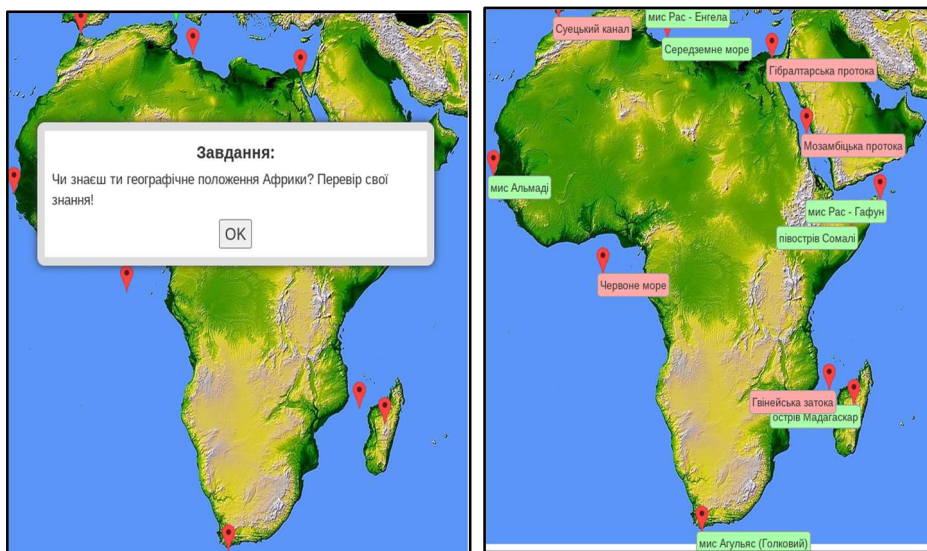 Завдання:
Чи знаєш ти географічне положення Африки? Перевір свої
знання!
OK
мис Рас - Енгела
Суецький канал
Середземне море
Гібралтарська протока
Мозамбіцька протока
мис Альмаді
мис Рас - Гафун
півострів Сомалі
Червоне море
Гвінейська затока
острів Мадагаскар
мис Агульяс (Голковий)